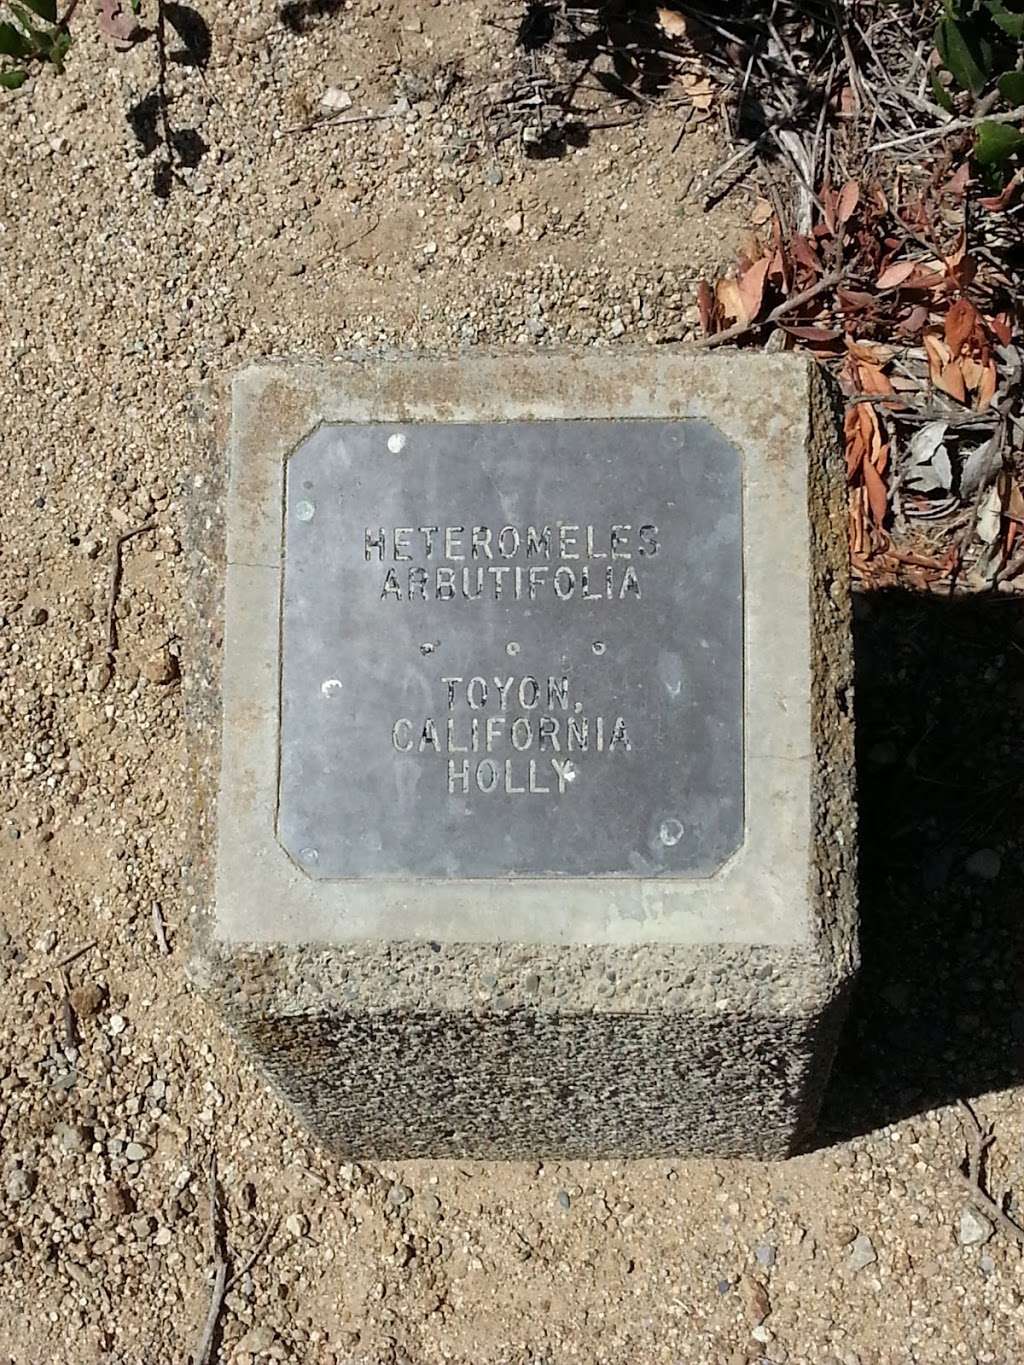 HETEROMELES
ARBUTIFOLIA
TOYON,
CALIFORNIA
HOLLY